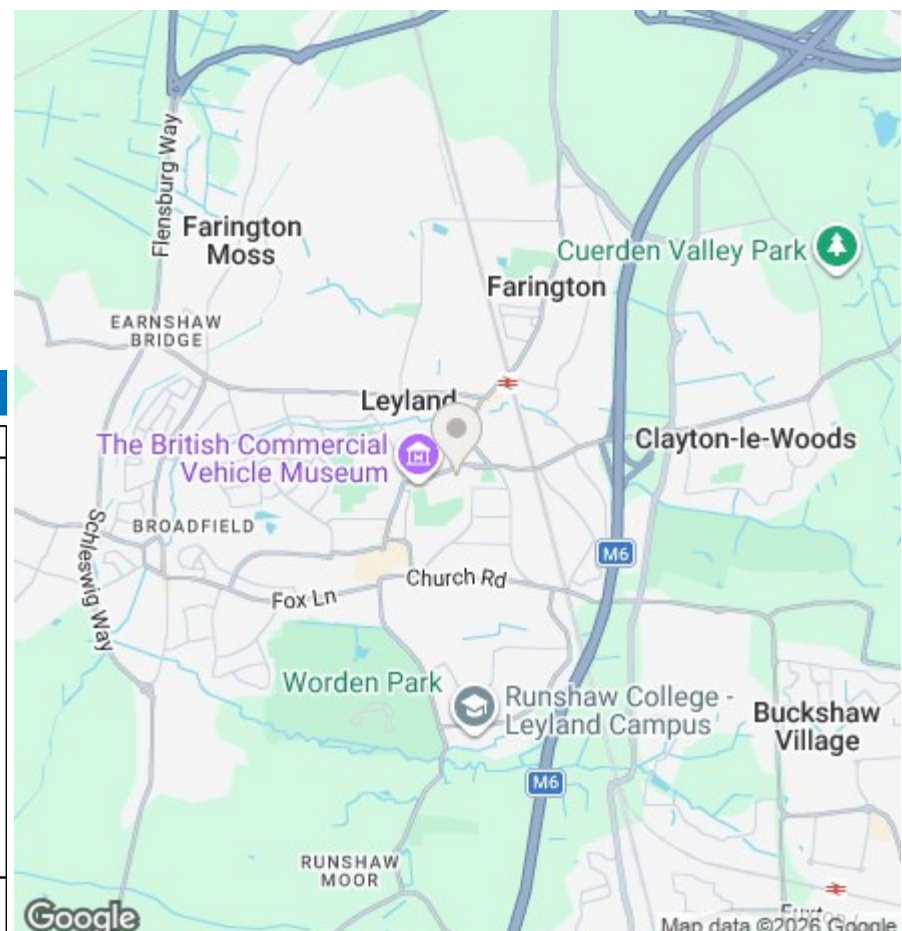 Flensburg Way
Farington
Moss
Cuerden Valley Park
Farington
EARNSHAW
BRIDGE
Leyland
The British Commercial
Vehicle Museum
Clayton-le-Woods
Schleswig Way
BROADFIELD
M6
Church Rd
Fox Ln
Worden Park
Runshaw College -
Leyland Campus
Buckshaw
Village
M6
RUNSHAW
MOOR
Google
Map data ©2026 Google